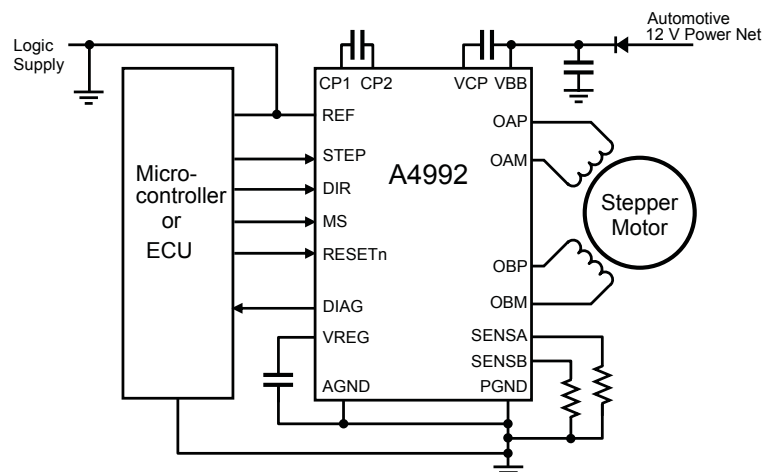 Automotive
12 V Power Net
Logic
Supply
CP1 CP2
VCP VBB
REF
OAP
STEP
OAM
A4992
Micro-
controller
or
ECU
DIR
MS
Stepper
Motor
RESETn
OBP
OBM
DIAG
VREG
SENSA
SENSB
AGND
PGND